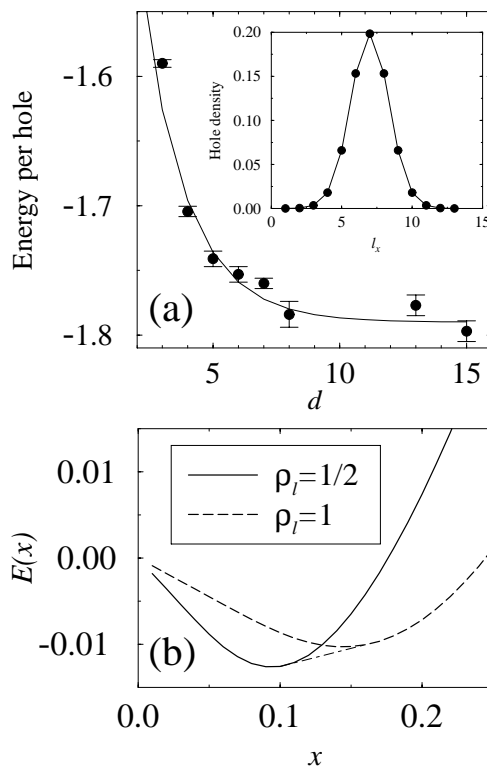 -1.6
-1.7
-1.8
Energy per hole
(a)
5
10
15
d
0.20
0.15
0.10
0.05
0.00
Hole density
0
5
10
15
l_x
0.01
0.00
-0.01
E(x)
ρ_l=1/2
ρ_l=1
(b)
0.0
0.1
0.2
x